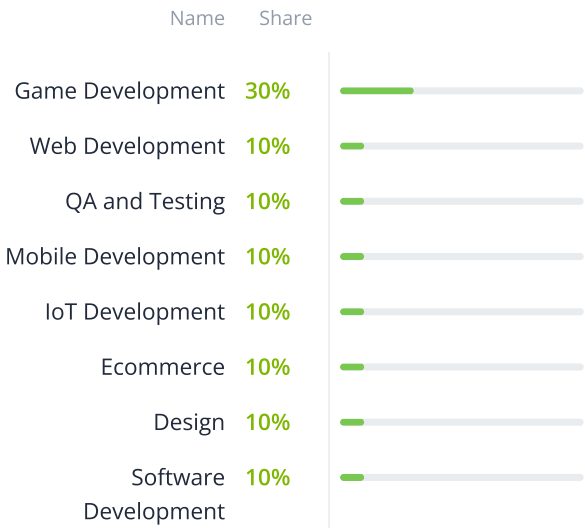 Name Share
Game Development 30%
Web Development 10%
QA and Testing 10%
Mobile Development 10%
IoT Development 10%
Ecommerce 10%
Design 10%
Software 10%
Development